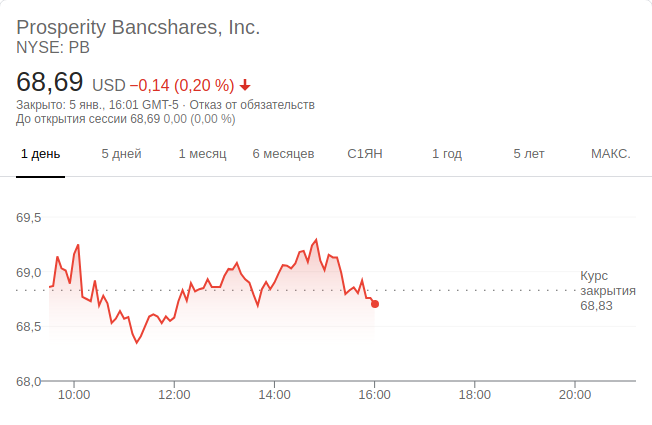 Prosperity Bancshares, Inc.
NYSE: PB
68,69 USD −0,14 (0,20 %)
Закрыто: 5 янв., 16:01 GMT-5 · Отказ от обязательств
До открытия сессии 68,69 0,00 (0,00 %)
1 день 5 дней 1 месяц 6 месяцев С1ЯН 1 год 5 лет МАКС.
69,5
69,0
Курс
закрытия
68,83
68,5
68,0
10:00 12:00 14:00 16:00 18:00 20:00